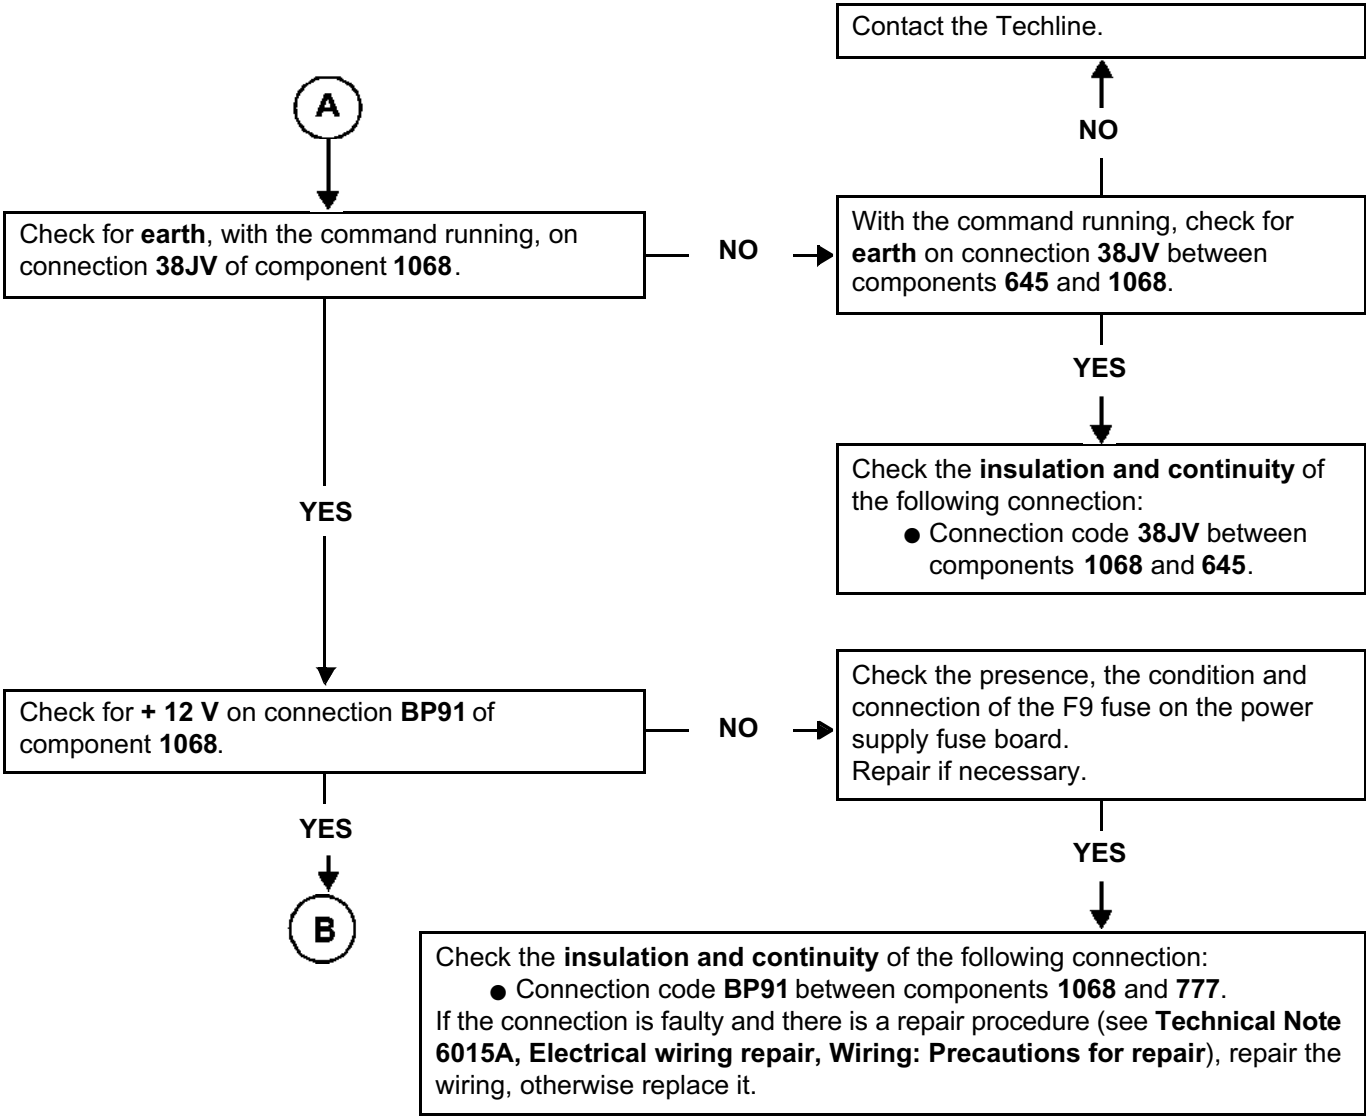 Contact the Techline.
NO
A
Check for earth, with the command running, on
connection 38JV of component 1068.
NO
With the command running, check for
earth on connection 38JV between
components 645 and 1068.
YES
Check the insulation and continuity of
the following connection:
● Connection code 38JV between
components 1068 and 645.
YES
Check for + 12 V on connection BP91 of
component 1068.
NO
Check the presence, the condition and
connection of the F9 fuse on the power
supply fuse board.
Repair if necessary.
YES
YES
B
Check the insulation and continuity of the following connection:
● Connection code BP91 between components 1068 and 777.
If the connection is faulty and there is a repair procedure (see Technical Note
6015A, Electrical wiring repair, Wiring: Precautions for repair), repair the
wiring, otherwise replace it.